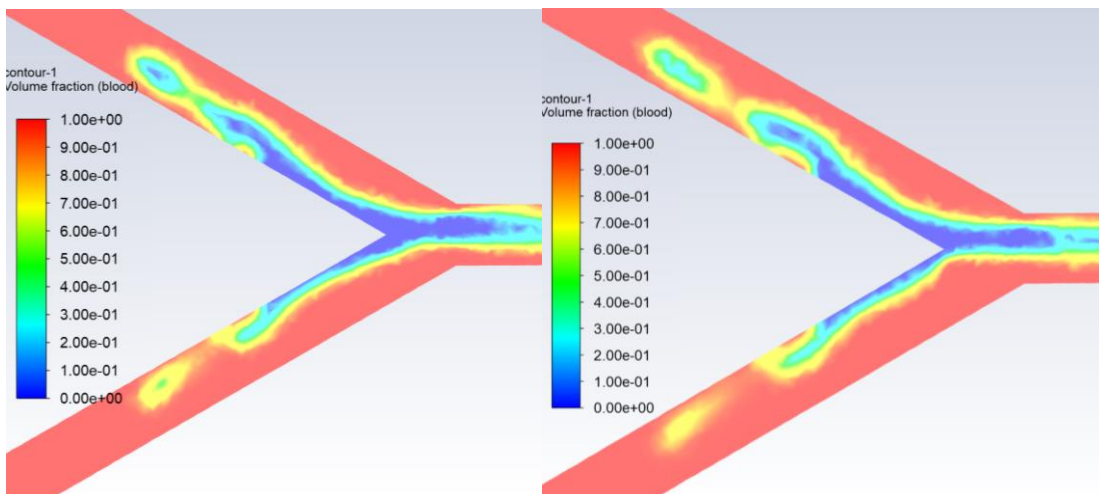 contour-1
Volume fraction (blood)
1.00e+00
9.00e-01
8.00e-01
7.00e-01
6.00e-01
5.00e-01
4.00e-01
3.00e-01
2.00e-01
1.00e-01
0.00e+00
contour-1
Volume fraction (blood)
1.00e+00
9.00e-01
8.00e-01
7.00e-01
6.00e-01
5.00e-01
4.00e-01
3.00e-01
2.00e-01
1.00e-01
0.00e+00